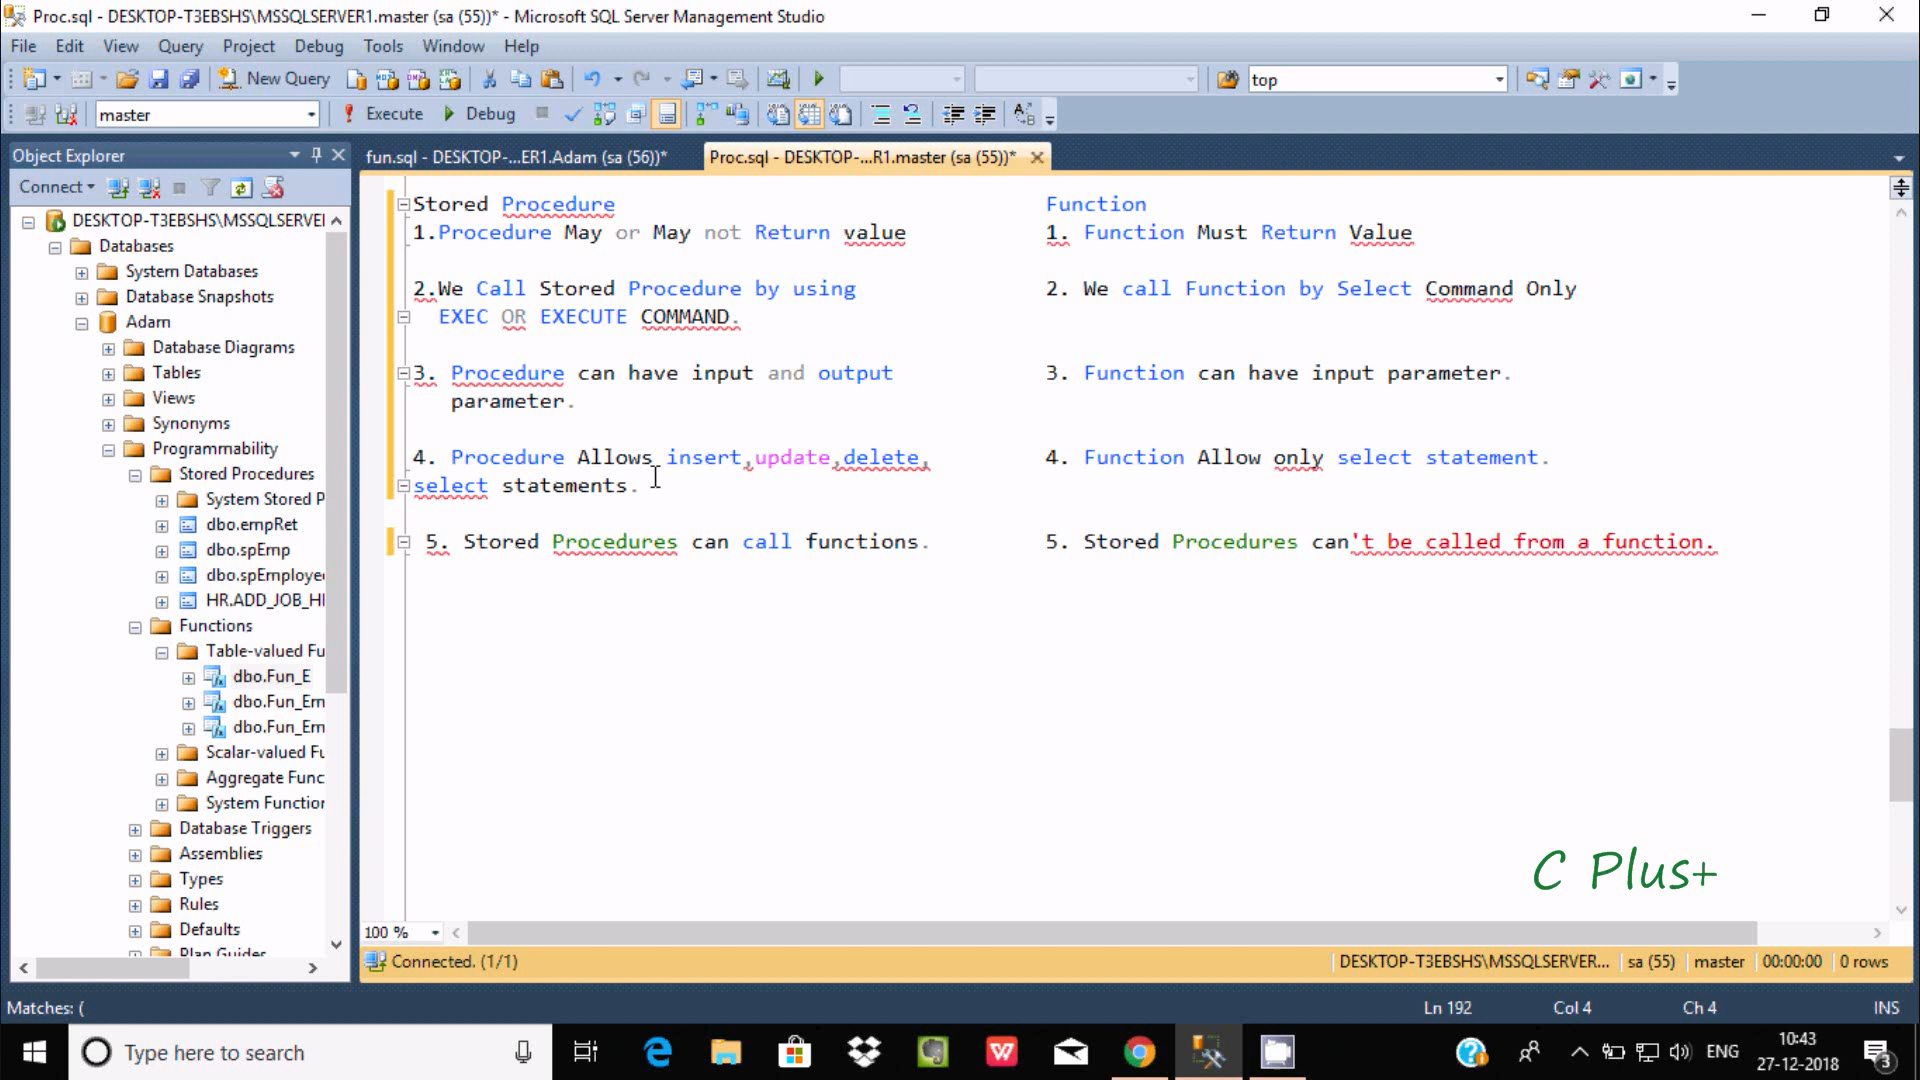 Proc.sql - DESKTOP-T3EBSHS\MSSQLSERVER1.master (sa (55))* - Microsoft SQL Server Management Studio
File Edit View Query Project Debug Tools Window Help
New Query top
master Execute Debug
Object Explorer
fun.sql - DESKTOP-...ER1.Adam (sa (56))* Proc.sql - DESKTOP-...R1.master (sa (55))*
Connect
DESKTOP-T3EBSHS\MSSQLSERVEI
Databases
System Databases
Database Snapshots
Adam
Database Diagrams
Tables
Views
Synonyms
Programmability
Stored Procedures
System Stored P
dbo.empRet
dbo.spEmp
dbo.spEmployee
HR.ADD_JOB_HI
Functions
Table-valued Fu
dbo.Fun_E
dbo.Fun_Em
dbo.Fun_Em
Scalar-valued Fu
Aggregate Func
System Function
Database Triggers
Assemblies
Types
Rules
Defaults
Plan Guides
Stored Procedure Function
1.Procedure May or May not Return value 1. Function Must Return Value
2.We Call Stored Procedure by using 2. We call Function by Select Command Only
EXEC OR EXECUTE COMMAND.
3. Procedure can have input and output 3. Function can have input parameter.
parameter.
4. Procedure Allows insert,update,delete, 4. Function Allow only select statement.
select statements.
5. Stored Procedures can call functions. 5. Stored Procedures can't be called from a function.
C Plus+
100 %
Connected. (1/1) DESKTOP-T3EBSHS\MSSQLSERVER... sa (55) master 00:00:00 0 rows
Matches: ( Ln 192 Col 4 Ch 4 INS
Type here to search ENG 10:43
27-12-2018 3